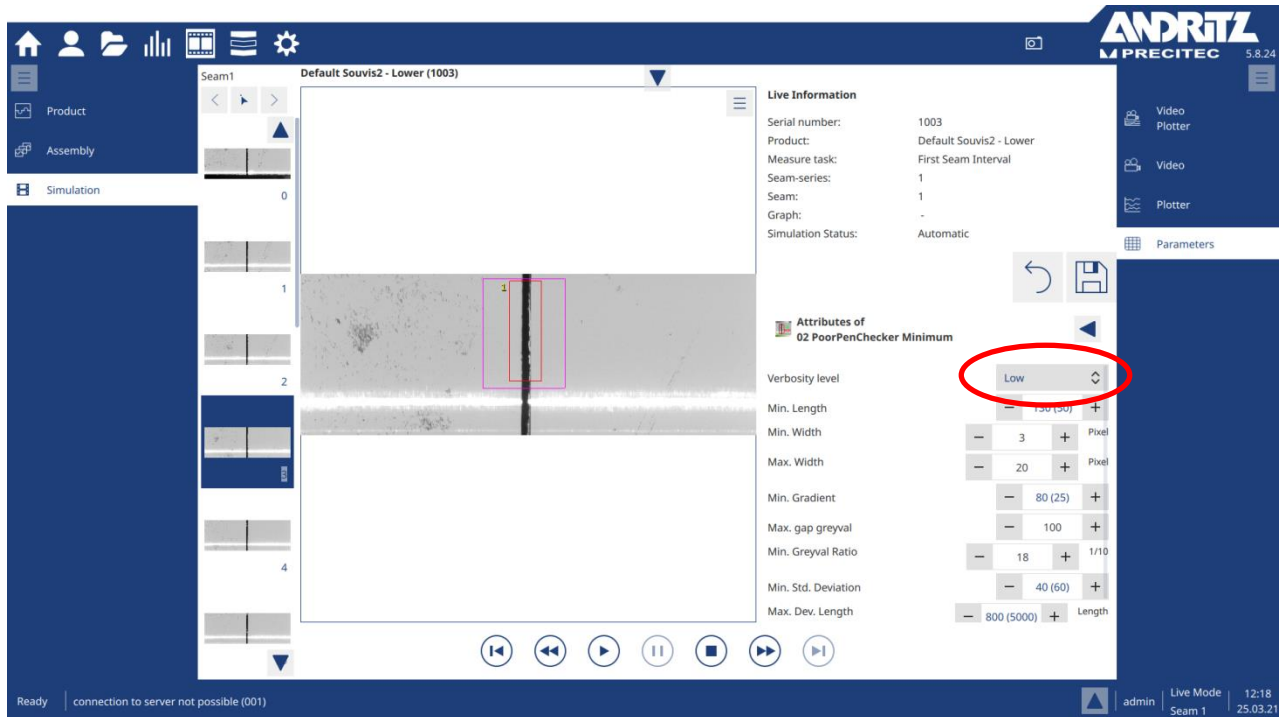 ANDRITZ
PRECITEC
5.8.24
Product
Assembly
Simulation
Seam1
0
1
2
4
Default Souvis2 - Lower (1003)
1
Live Information
Serial number: 1003
Product: Default Souvis2 - Lower
Measure task: First Seam Interval
Seam-series: 1
Seam: 1
Graph: -
Simulation Status: Automatic
Attributes of
02 PoorPenChecker Minimum
Verbosity level Low
Min. Length − 150 (50) +
Min. Width − 3 + Pixel
Max. Width − 20 + Pixel
Min. Gradient − 80 (25) +
Max. gap greyval − 100 +
Min. Greyval Ratio − 18 + 1/10
Min. Std. Deviation − 40 (60) +
Max. Dev. Length − 800 (5000) + Length
Video
Plotter
Video
Plotter
Parameters
Ready
connection to server not possible (001)
admin
Live Mode
Seam 1
12:18
25.03.21